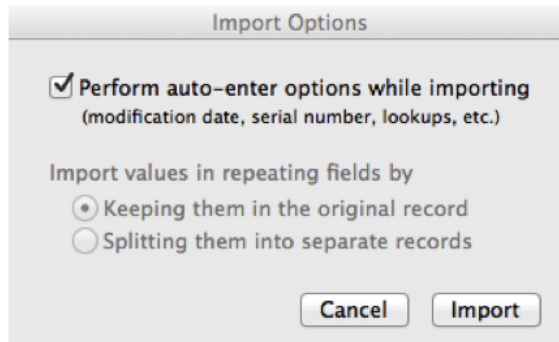 Import Options
Perform auto-enter options while importing
(modification date, serial number, lookups, etc.)
Import values in repeating fields by
Keeping them in the original record
Splitting them into separate records
Cancel Import